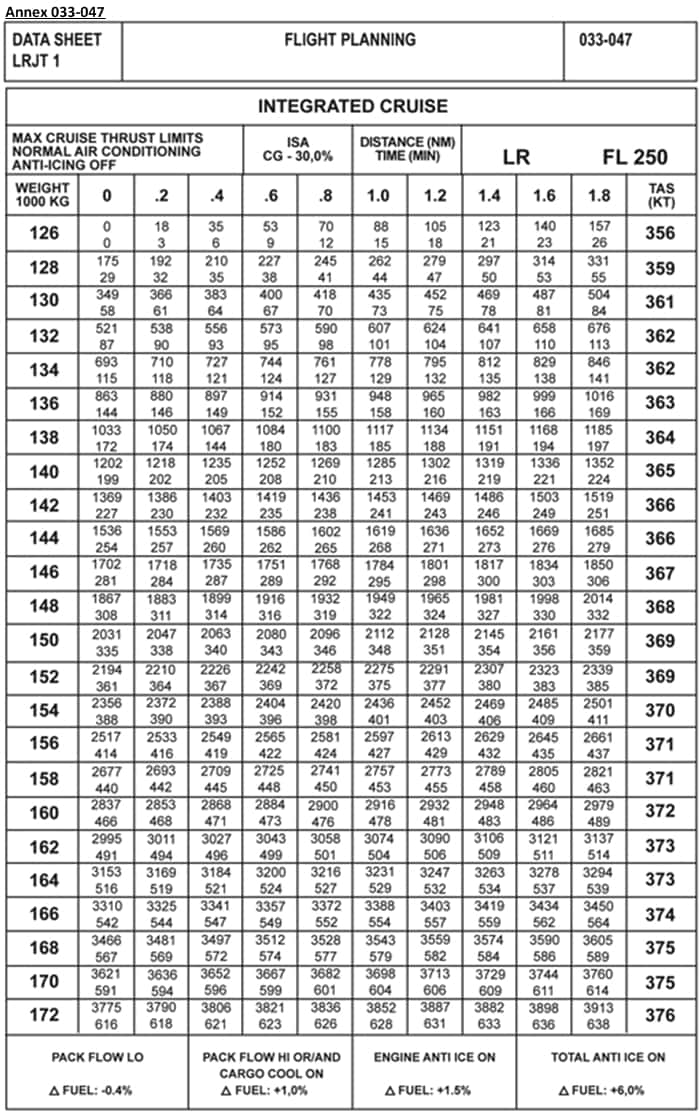 Annex 033-047
DATA SHEET FLIGHT PLANNING 033-047
LRJT 1
INTEGRATED CRUISE
MAX CRUISE THRUST LIMITS ISA DISTANCE (NM)
NORMAL AIR CONDITIONING CG - 30,0% TIME (MIN) LR FL 250
ANTI-ICING OFF
WEIGHT 0 .2 .4 .6 .8 1.0 1.2 1.4 1.6 1.8 TAS
1000 KG (KT)
126 0 18 35 53 70 88 105 123 140 157 356
0 3 6 9 12 15 18 21 23 26
128 175 192 210 227 245 262 279 297 314 331 359
29 32 35 38 41 44 47 50 53 55
130 349 366 383 400 418 435 452 469 487 504 361
58 61 64 67 70 73 75 78 81 84
132 521 538 556 573 590 607 624 641 658 676 362
87 90 93 95 98 101 104 107 110 113
134 693 710 727 744 761 778 795 812 829 846 362
115 118 121 124 127 129 132 135 138 141
136 863 880 897 914 931 948 965 982 999 1016 363
144 146 149 152 155 158 160 163 166 169
138 1033 1050 1067 1084 1100 1117 1134 1151 1168 1185 364
172 174 144 180 183 185 188 191 194 197
140 1202 1218 1235 1252 1269 1285 1302 1319 1336 1352 365
199 202 205 208 210 213 216 219 221 224
142 1369 1386 1403 1419 1436 1453 1469 1486 1503 1519 366
227 230 232 235 238 241 243 246 249 251
144 1536 1553 1569 1586 1602 1619 1636 1652 1669 1685 366
254 257 260 262 265 268 271 273 276 279
146 1702 1718 1735 1751 1768 1784 1801 1817 1834 1850 367
281 284 287 289 292 295 298 300 303 306
148 1867 1883 1899 1916 1932 1949 1965 1981 1998 2014 368
308 311 314 316 319 322 324 327 330 332
150 2031 2047 2063 2080 2096 2112 2128 2145 2161 2177 369
335 338 340 343 346 348 351 354 356 359
152 2194 2210 2226 2242 2258 2275 2291 2307 2323 2339 369
361 364 367 369 372 375 377 380 383 385
154 2356 2372 2388 2404 2420 2436 2452 2469 2485 2501 370
388 390 393 396 398 401 403 406 409 411
156 2517 2533 2549 2565 2581 2597 2613 2629 2645 2661 371
414 416 419 422 424 427 429 432 435 437
158 2677 2693 2709 2725 2741 2757 2773 2789 2805 2821 371
440 442 445 448 450 453 455 458 460 463
160 2837 2853 2868 2884 2900 2916 2932 2948 2964 2979 372
466 468 471 473 476 478 481 483 486 489
162 2995 3011 3027 3043 3058 3074 3090 3106 3121 3137 373
491 494 496 499 501 504 506 509 511 514
164 3153 3169 3184 3200 3216 3231 3247 3263 3278 3294 373
516 519 521 524 527 529 532 534 537 539
166 3310 3325 3341 3357 3372 3388 3403 3419 3434 3450 374
542 544 547 549 552 554 557 559 562 564
168 3466 3481 3497 3512 3528 3543 3559 3574 3590 3605 375
567 569 572 574 577 579 582 584 586 589
170 3621 3636 3652 3667 3682 3698 3713 3729 3744 3760 375
591 594 596 599 601 604 606 609 611 614
172 3775 3790 3806 3821 3836 3852 3887 3882 3898 3913 376
616 618 621 623 626 628 631 633 636 638
PACK FLOW LO PACK FLOW HI OR/AND ENGINE ANTI ICE ON TOTAL ANTI ICE ON
CARGO COOL ON
Δ FUEL: -0.4% Δ FUEL: +1,0% Δ FUEL: +1.5% Δ FUEL: +6,0%